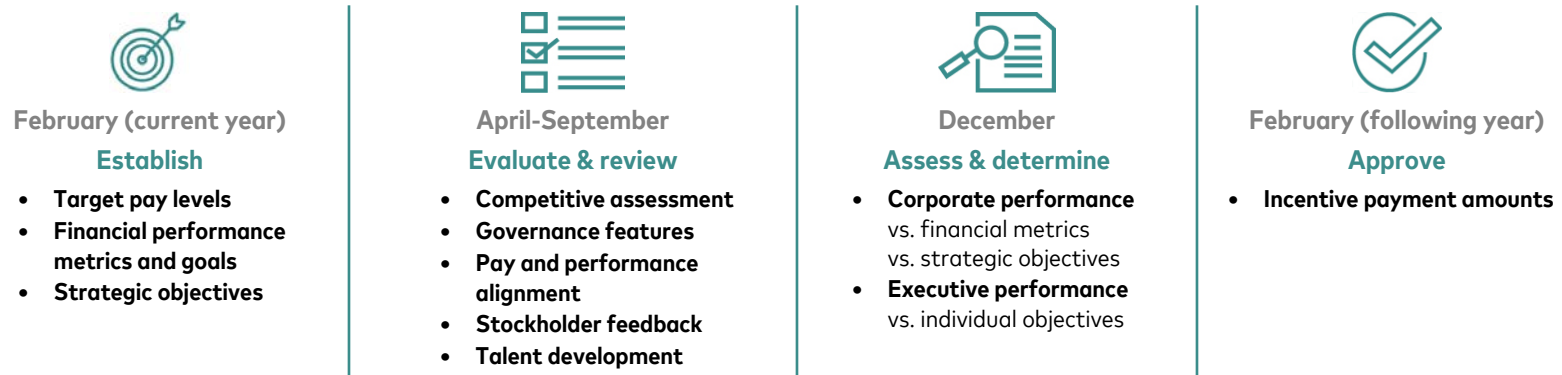 February (current year)
Establish
• Target pay levels
• Financial performance
metrics and goals
• Strategic objectives
April-September
Evaluate & review
• Competitive assessment
• Governance features
• Pay and performance
alignment
• Stockholder feedback
• Talent development
December
Assess & determine
• Corporate performance
vs. financial metrics
vs. strategic objectives
• Executive performance
vs. individual objectives
February (following year)
Approve
• Incentive payment amounts